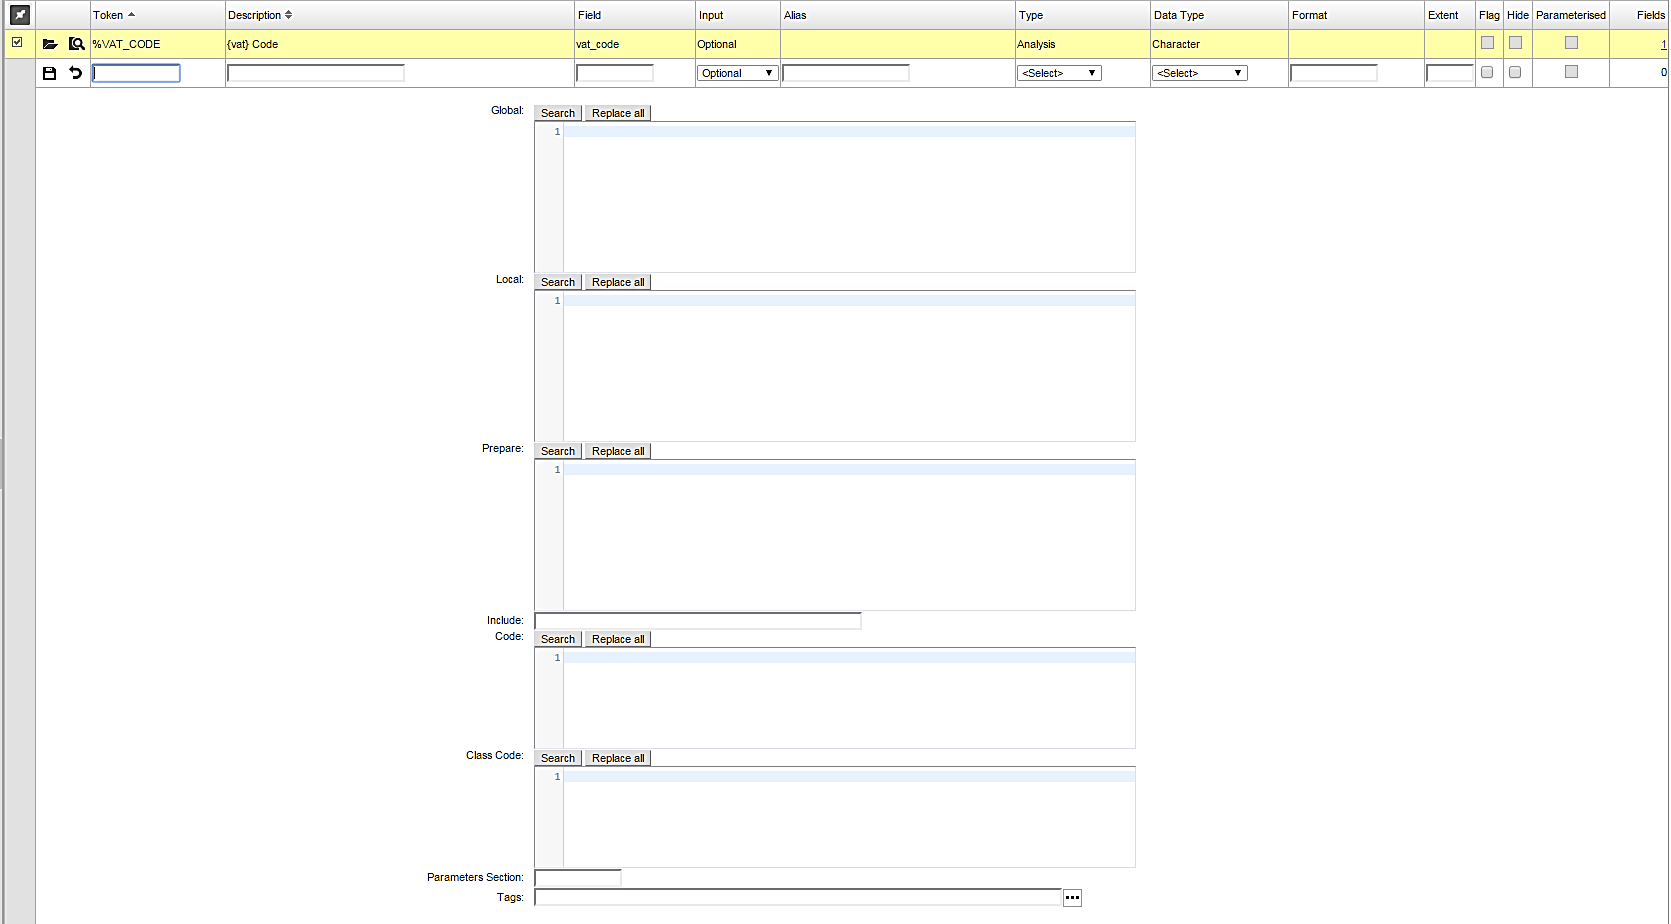 Token Description Field Input Alias Type Data Type Format Extent Flag Hide Parameterised Fields
%VAT_CODE {vat} Code vat_code Optional Analysis Character 1
Optional <Select> <Select> 0
Global: Search Replace all
1
Local: Search Replace all
1
Prepare: Search Replace all
1
Include:
Code: Search Replace all
1
Class Code: Search Replace all
1
Parameters Section:
Tags: